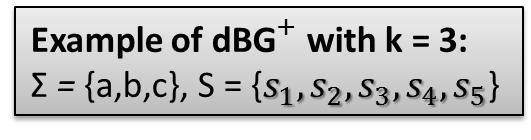 Example of dBG⁺ with k = 3:
Σ = {a,b,c}, S = {s₁, s₂, s₃, s₄, s₅}